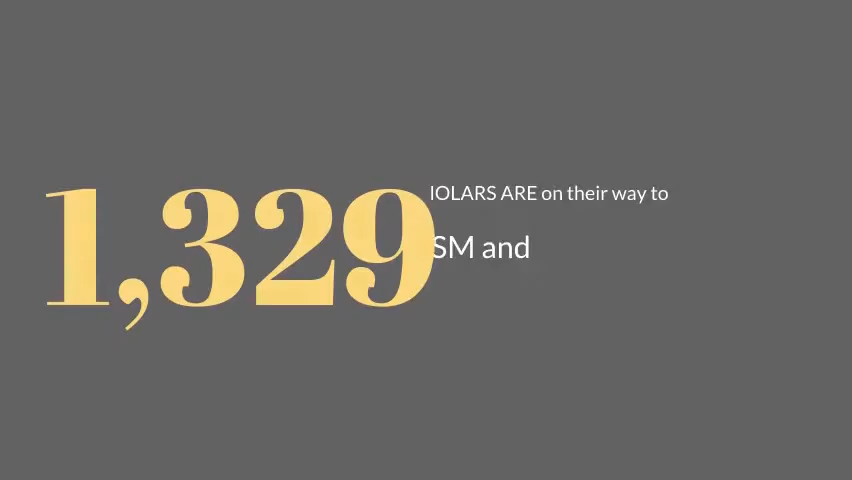 1,329
IOLARS ARE on their way to
SM and